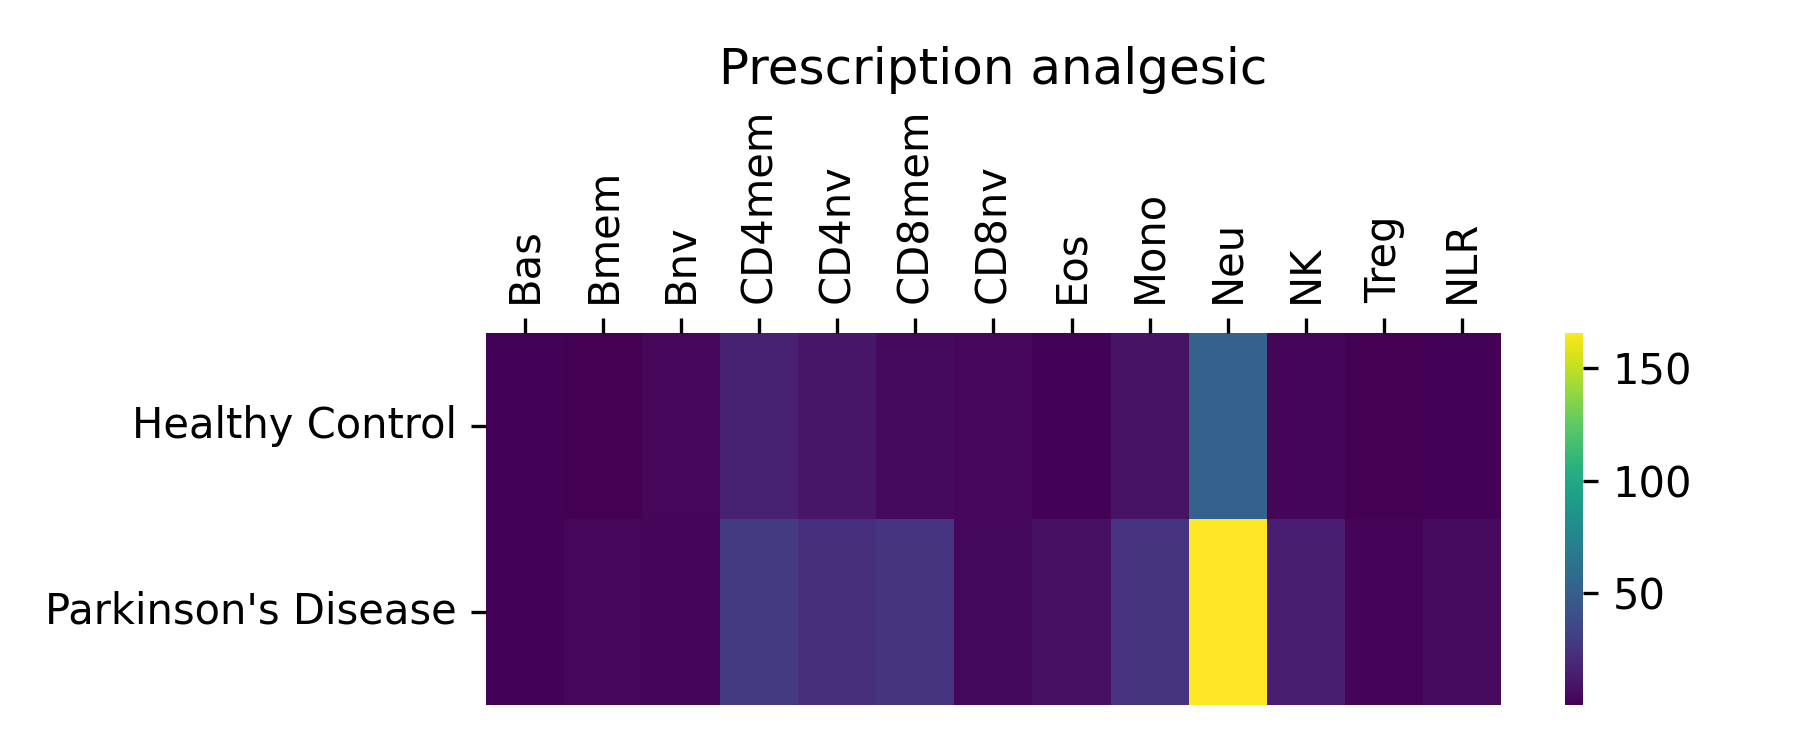 Prescription analgesic
Bas
Bmem
Bnv
CD4mem
CD4nv
CD8mem
CD8nv
Eos
Mono
Neu
NK
Treg
NLR
Healthy Control
Parkinson's Disease
150
100
50